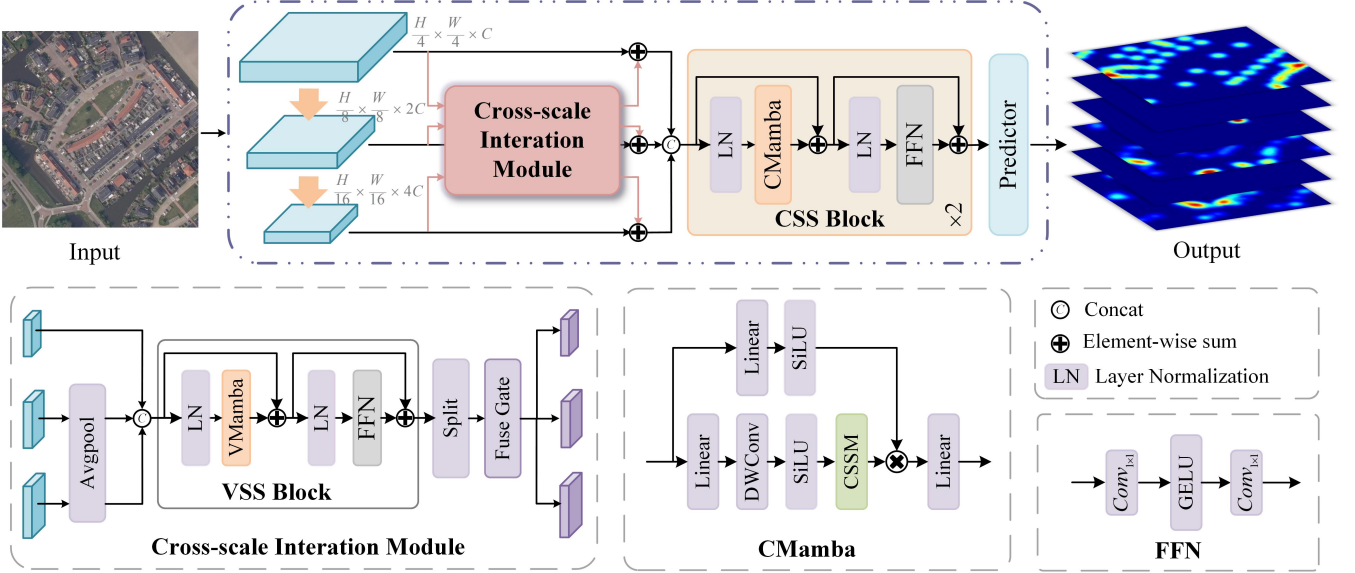 H/4 × W/4 × C
H/8 × W/8 × 2C
H/16 × W/16 × 4C
Cross-scale
Interation
Module
C
LN
CMamba
LN
FFN
CSS Block
×2
Predictor
Input
Output
Avgpool
C
LN
VMamba
LN
FFN
VSS Block
Split
Fuse Gate
Cross-scale Interation Module
Linear
SiLU
Linear
DWConv
SiLU
CSSM
Linear
CMamba
C Concat
Element-wise sum
LN Layer Normalization
Conv1×1
GELU
Conv1×1
FFN